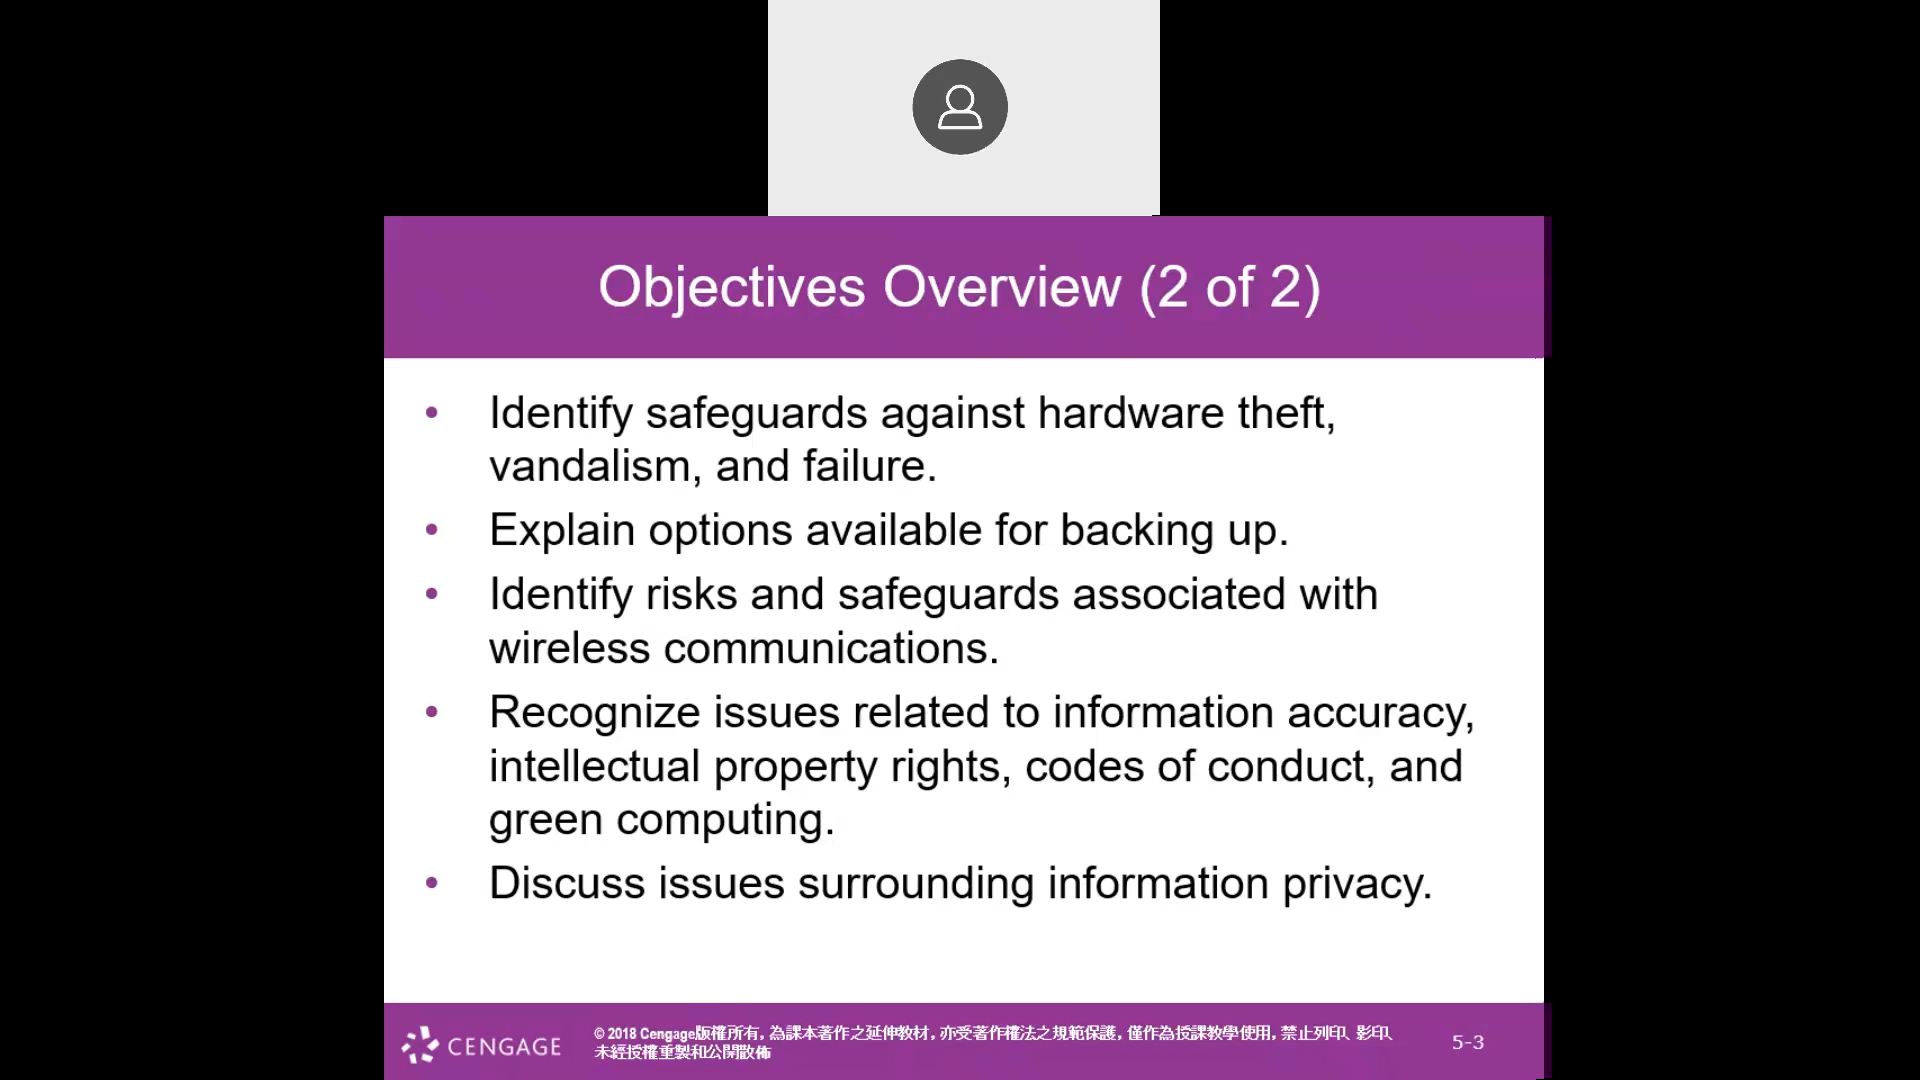 Objectives Overview (2 of 2)
• Identify safeguards against hardware theft,
vandalism, and failure.
• Explain options available for backing up.
• Identify risks and safeguards associated with
wireless communications.
• Recognize issues related to information accuracy,
intellectual property rights, codes of conduct, and
green computing.
• Discuss issues surrounding information privacy.
CENGAGE
© 2018 Cengage版權所有, 為課本著作之延伸教材, 亦受著作權法之規範保護, 僅作為授課教學使用, 禁止列印、影印、
未經授權重製和公開散佈
5-3